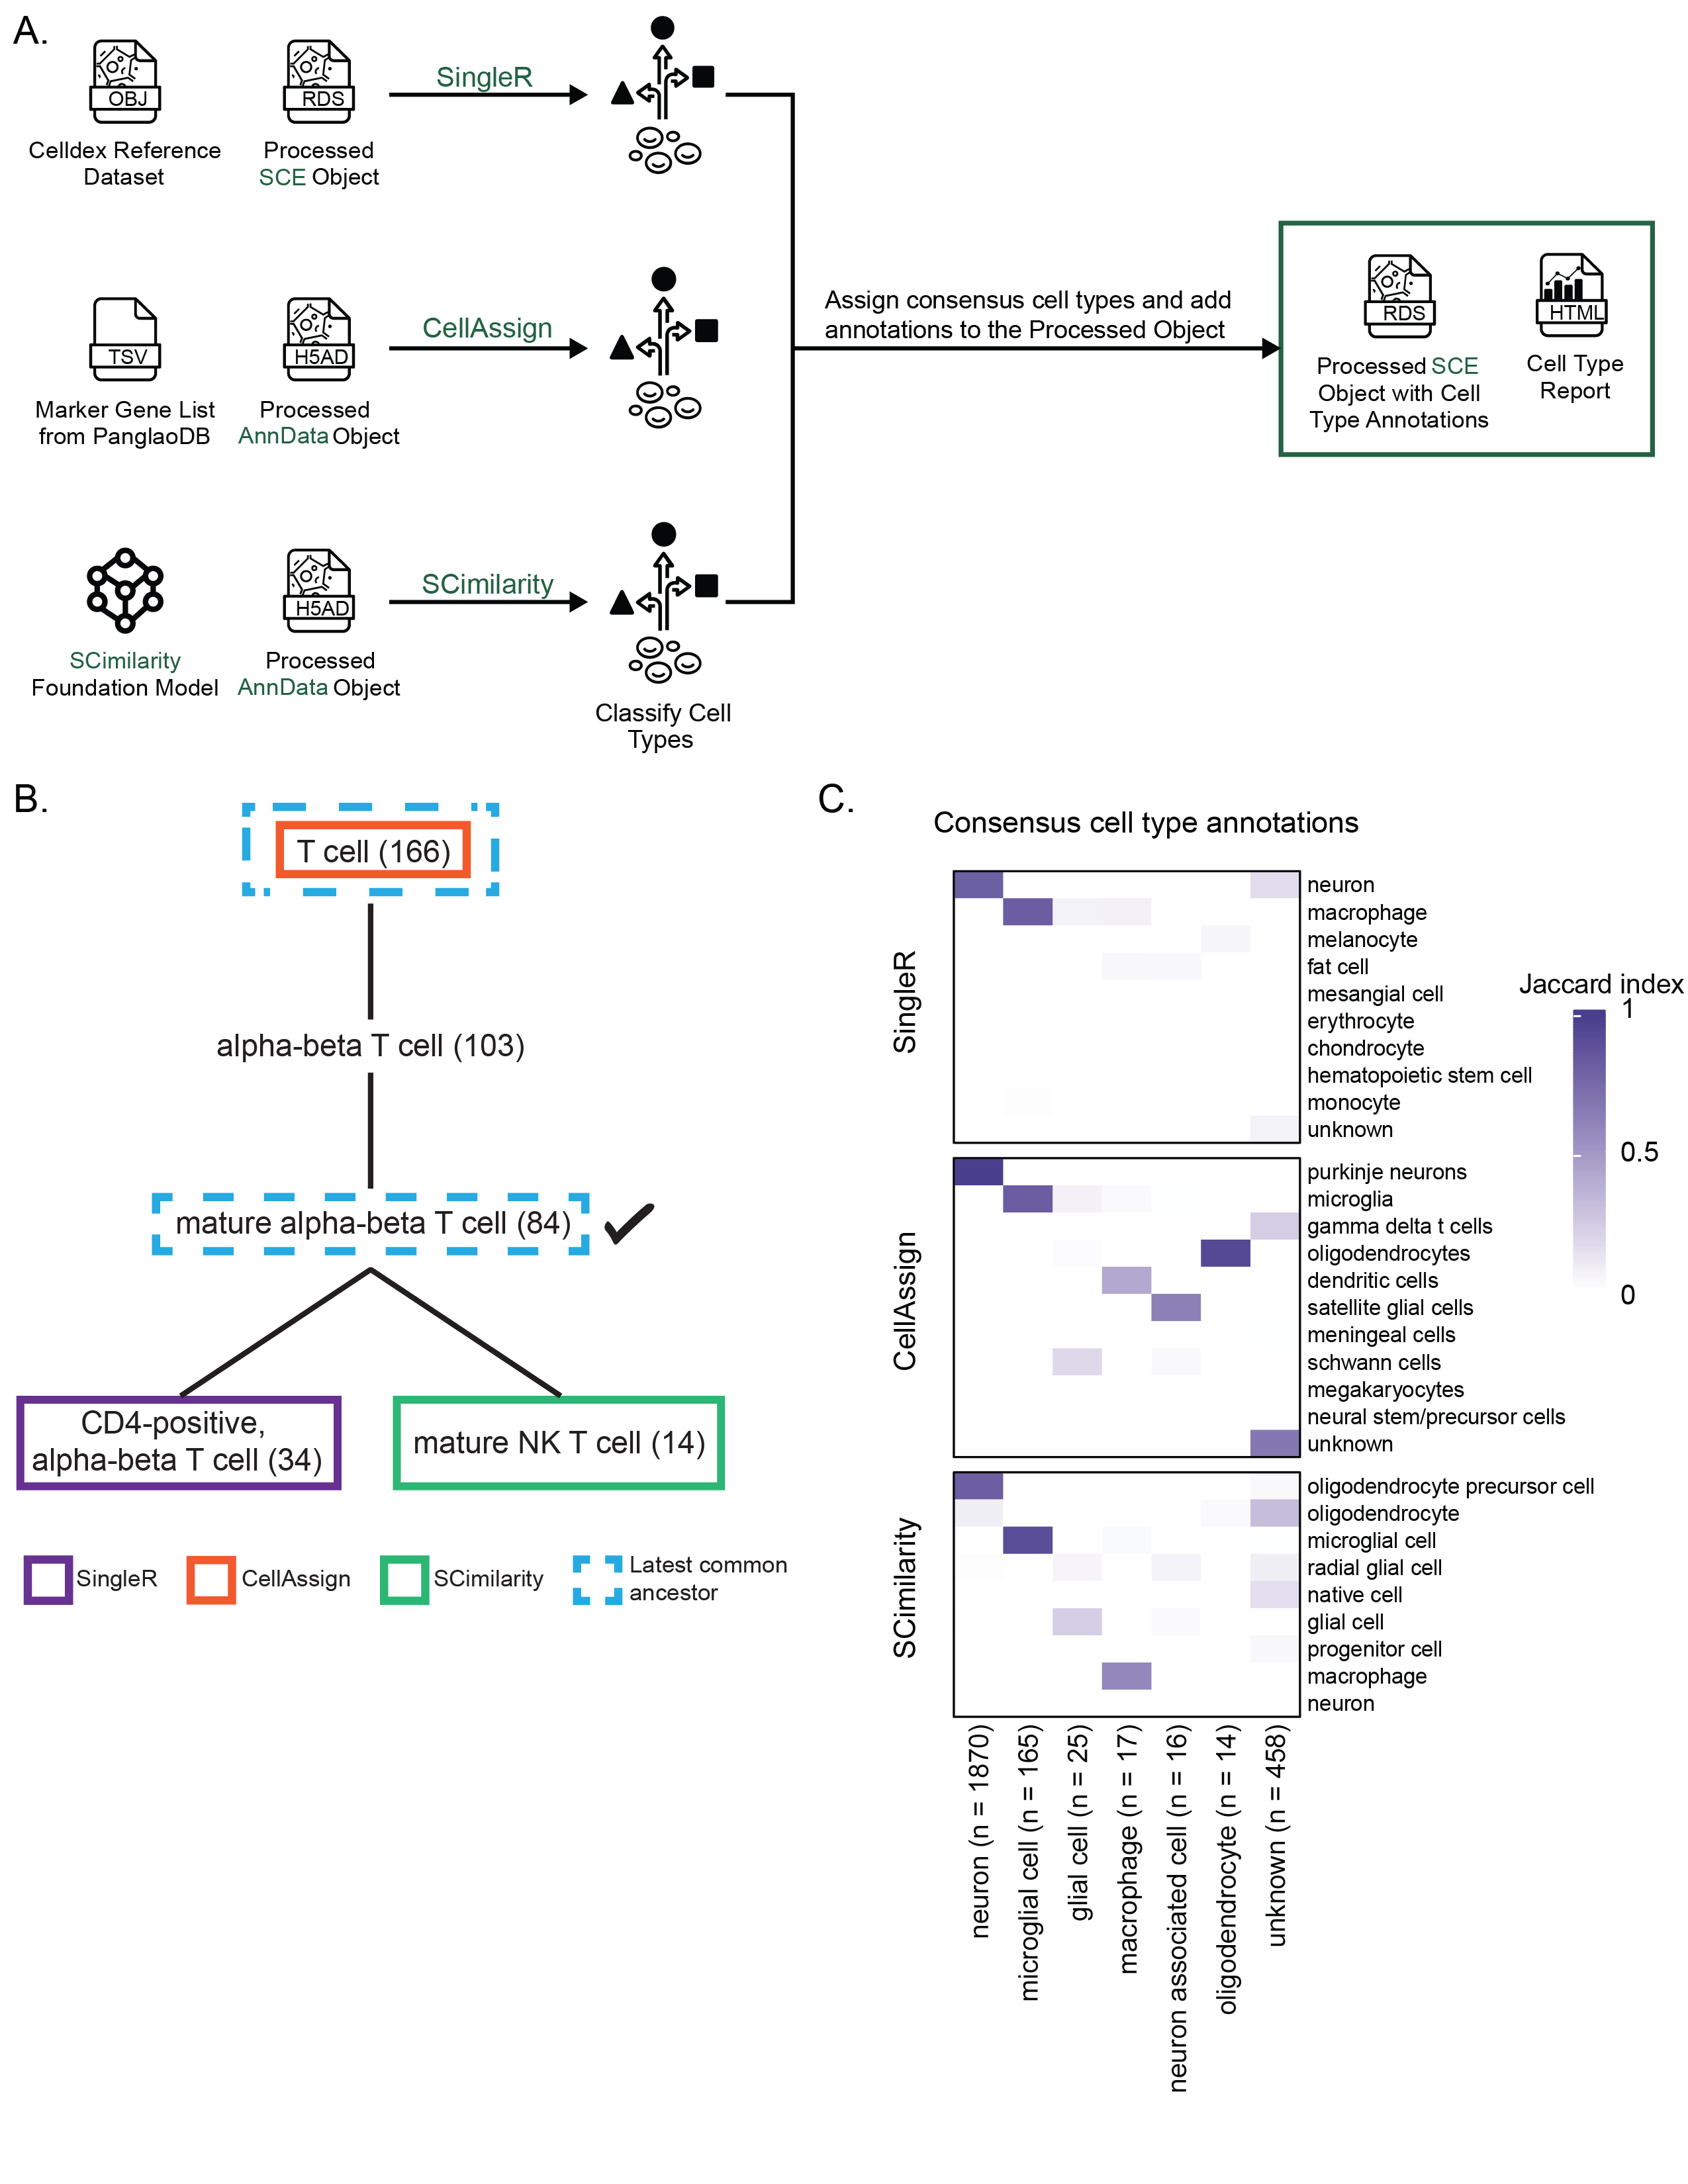 A.
OBJ
Celldex Reference
Dataset
RDS
Processed
SCE Object
SingleR
TSV
Marker Gene List
from PanglaoDB
H5AD
Processed
AnnData Object
CellAssign
SCimilarity
Foundation Model
H5AD
Processed
AnnData Object
SCimilarity
Classify Cell
Types
Assign consensus cell types and add
annotations to the Processed Object
RDS
Processed SCE
Object with Cell
Type Annotations
HTML
Cell Type
Report
B.
T cell (166)
alpha-beta T cell (103)
mature alpha-beta T cell (84)
CD4-positive,
alpha-beta T cell (34)
mature NK T cell (14)
SingleR
CellAssign
SCimilarity
Latest common
ancestor
C.
Consensus cell type annotations
SingleR
neuron
macrophage
melanocyte
fat cell
mesangial cell
erythrocyte
chondrocyte
hematopoietic stem cell
monocyte
unknown
CellAssign
purkinje neurons
microglia
gamma delta t cells
oligodendrocytes
dendritic cells
satellite glial cells
meningeal cells
schwann cells
megakaryocytes
neural stem/precursor cells
unknown
SCimilarity
oligodendrocyte precursor cell
oligodendrocyte
microglial cell
radial glial cell
native cell
glial cell
progenitor cell
macrophage
neuron
neuron (n = 1870)
microglial cell (n = 165)
glial cell (n = 25)
macrophage (n = 17)
neuron associated cell (n = 16)
oligodendrocyte (n = 14)
unknown (n = 458)
Jaccard index
1
0.5
0